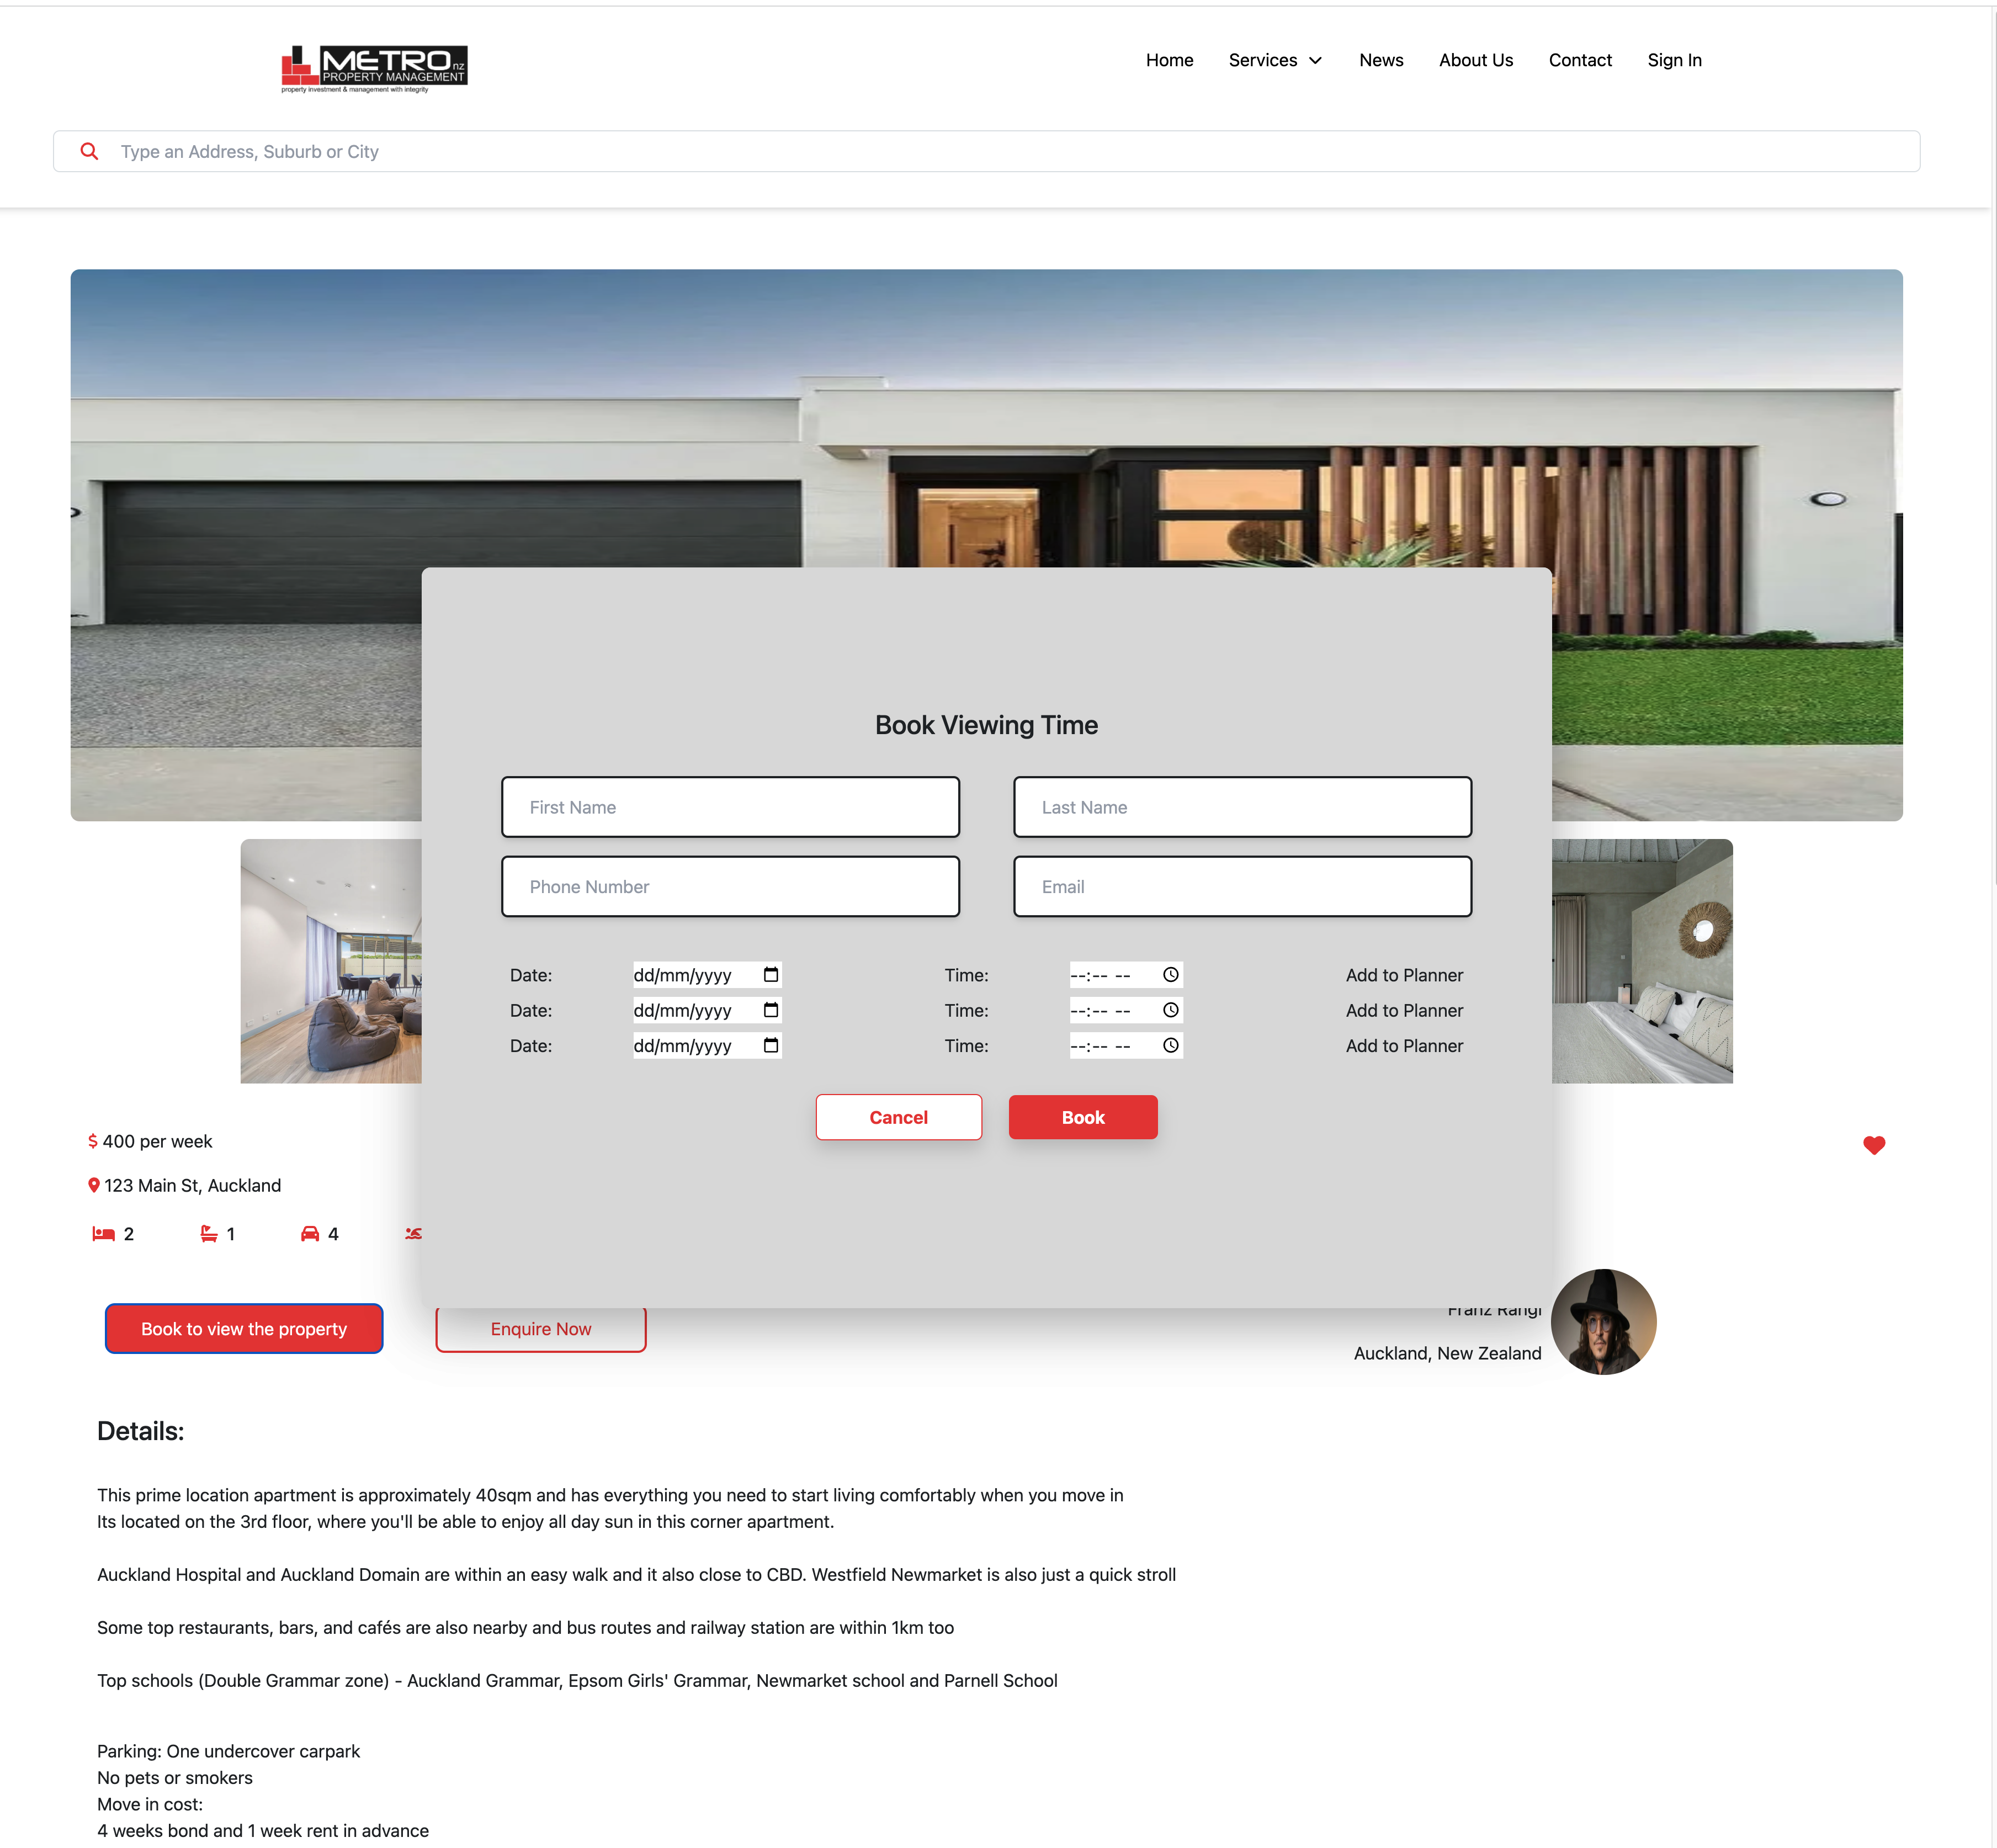 METRO nz
PROPERTY MANAGEMENT
property investment & management with integrity
Home Services News About Us Contact Sign In
Type an Address, Suburb or City
Book Viewing Time
First Name Last Name
Phone Number Email
Date: dd/mm/yyyy Time: --:-- -- Add to Planner
Date: dd/mm/yyyy Time: --:-- -- Add to Planner
Date: dd/mm/yyyy Time: --:-- -- Add to Planner
Cancel Book
$ 400 per week
123 Main St, Auckland
2 1 4
Book to view the property Enquire Now
Franz Rangi
Auckland, New Zealand
Details:
This prime location apartment is approximately 40sqm and has everything you need to start living comfortably when you move in
Its located on the 3rd floor, where you'll be able to enjoy all day sun in this corner apartment.
Auckland Hospital and Auckland Domain are within an easy walk and it also close to CBD. Westfield Newmarket is also just a quick stroll
Some top restaurants, bars, and cafés are also nearby and bus routes and railway station are within 1km too
Top schools (Double Grammar zone) - Auckland Grammar, Epsom Girls' Grammar, Newmarket school and Parnell School
Parking: One undercover carpark
No pets or smokers
Move in cost:
4 weeks bond and 1 week rent in advance